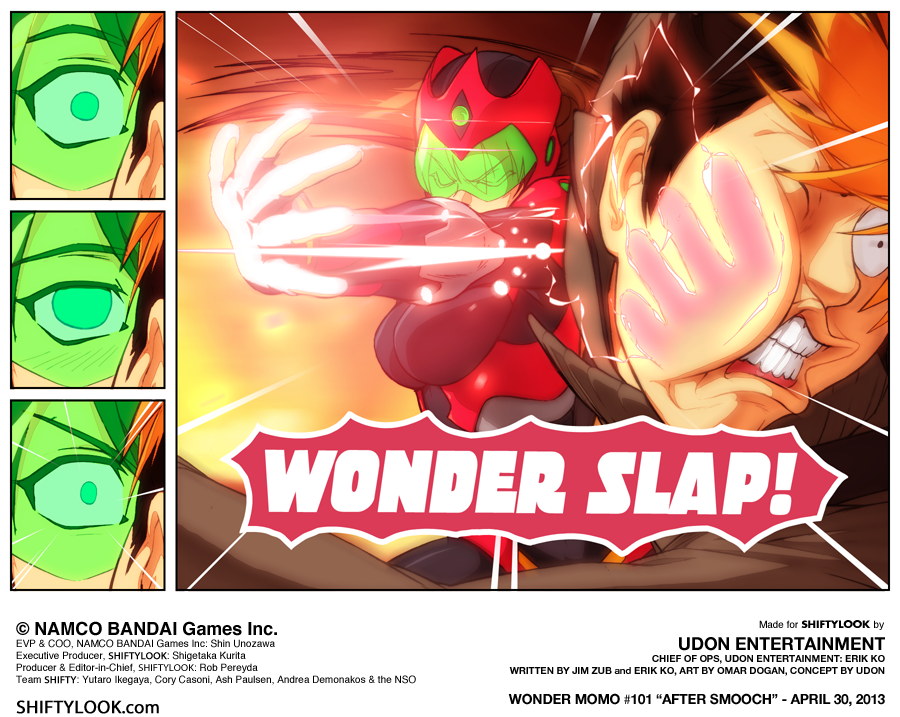 WONDER SLAP!
© NAMCO BANDAI Games Inc.
EVP & COO, NAMCO BANDAI Games Inc: Shin Unozawa
Executive Producer, SHIFTYLOOK: Shigetaka Kurita
Producer & Editor-in-Chief, SHIFTYLOOK: Rob Pereyda
Team SHIFTY: Yutaro Ikegaya, Cory Casoni, Ash Paulsen, Andrea Demonakos & the NSO
SHIFTYLOOK.com
Made for SHIFTYLOOK by
UDON ENTERTAINMENT
CHIEF OF OPS, UDON ENTERTAINMENT: ERIK KO
WRITTEN BY JIM ZUB and ERIK KO, ART BY OMAR DOGAN, CONCEPT BY UDON
WONDER MOMO #101 “AFTER SMOOCH” - APRIL 30, 2013